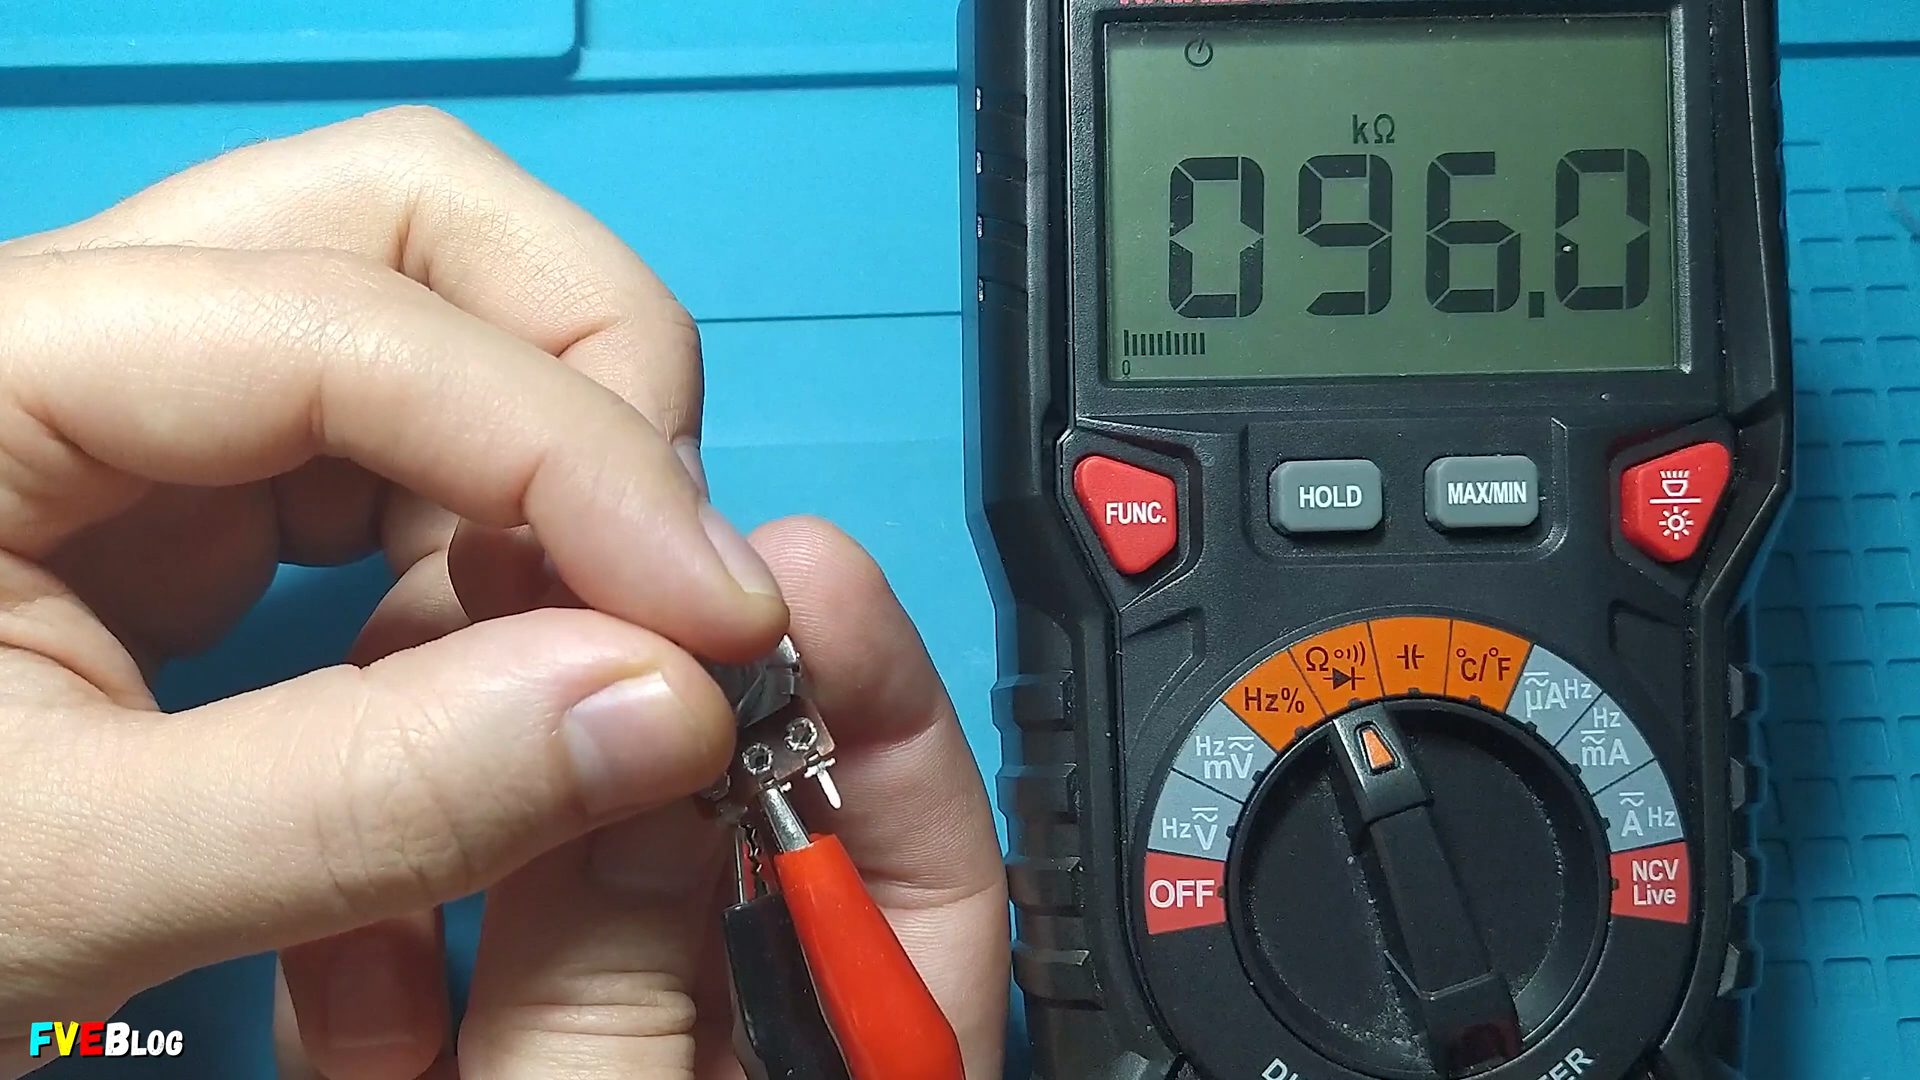 kΩ
096.0
0
FUNC.
HOLD
MAX/MIN
Hz%
Ω
°C/°F
μA Hz
Hz
mV
Hz
mA
Hz V
A Hz
OFF
NCV
Live
FVEBLOG